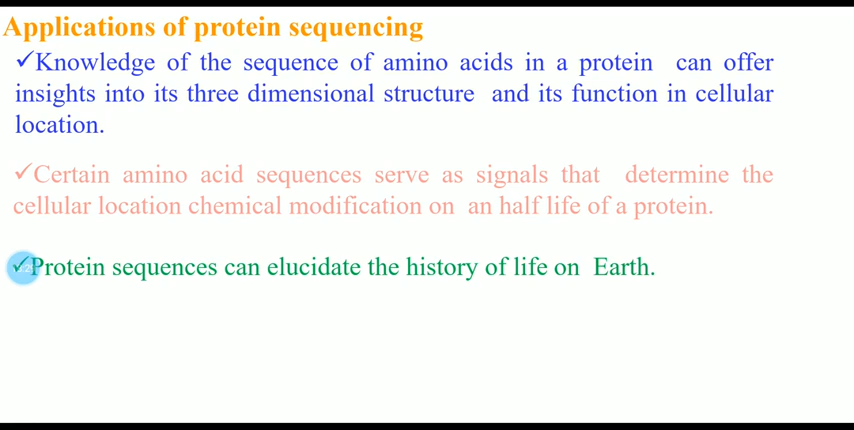 Applications of protein sequencing
✓Knowledge of the sequence of amino acids in a protein can offer
insights into its three dimensional structure and its function in cellular
location.
✓Certain amino acid sequences serve as signals that determine the
cellular location chemical modification on an half life of a protein.
✓Protein sequences can elucidate the history of life on Earth.